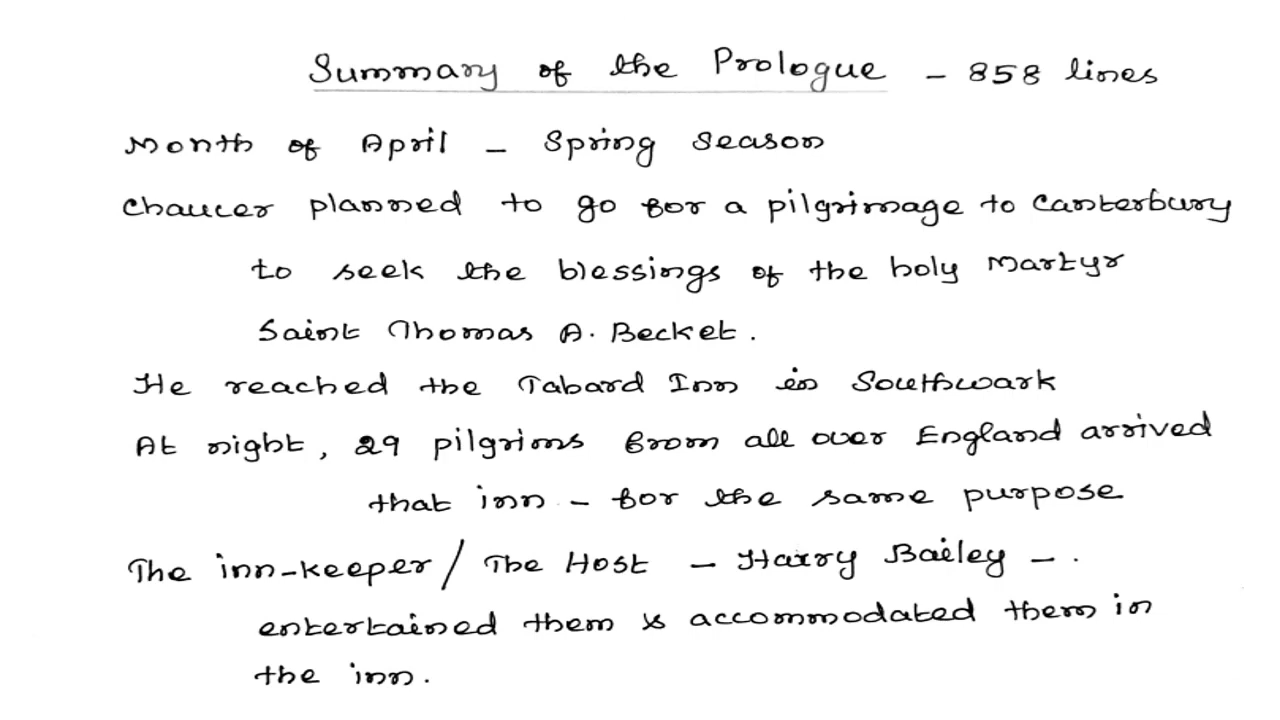 Summary of the Prologue - 858 lines
Month of April - Spring Season
Chaucer planned to go for a pilgrimage to Canterbury
to seek the blessings of the holy Martyr
Saint Thomas A. Becket.
He reached the Tabard Inn in Southwark
At night, 29 pilgrims from all over England arrived
that inn - for the same purpose
The inn-keeper / The Host - Harry Bailey -.
entertained them & accommodated them in
the inn.